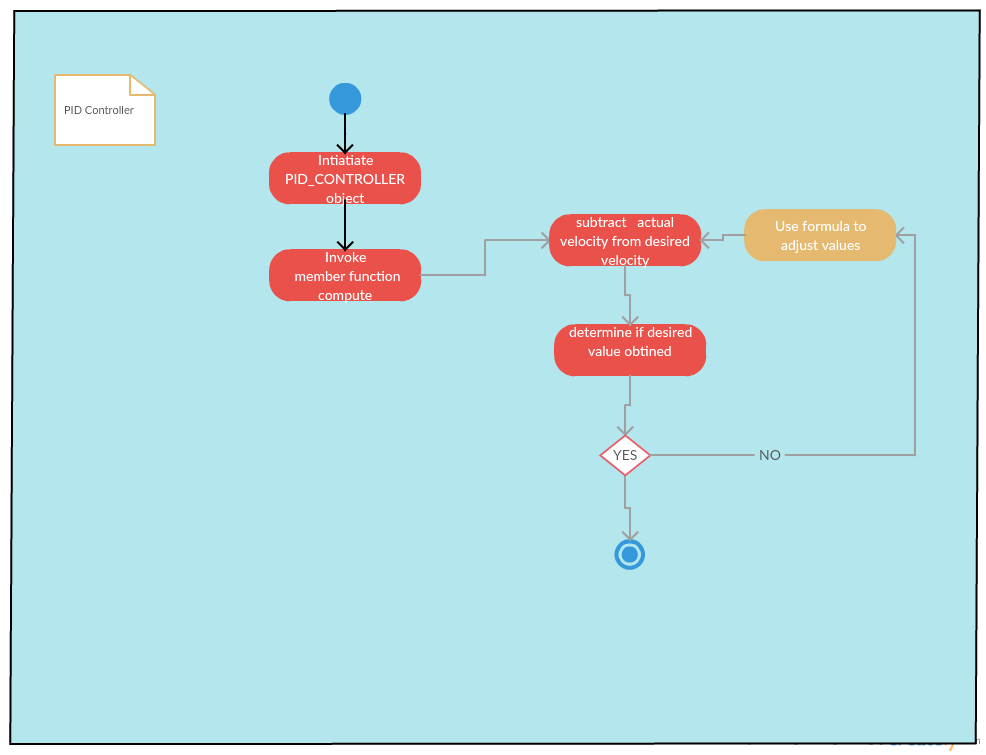 PID Controller
Intiatiate
PID_CONTROLLER
object
Invoke
member function
compute
subtract actual
velocity from desired
velocity
Use formula to
adjust values
determine if desired
value obtined
YES
NO